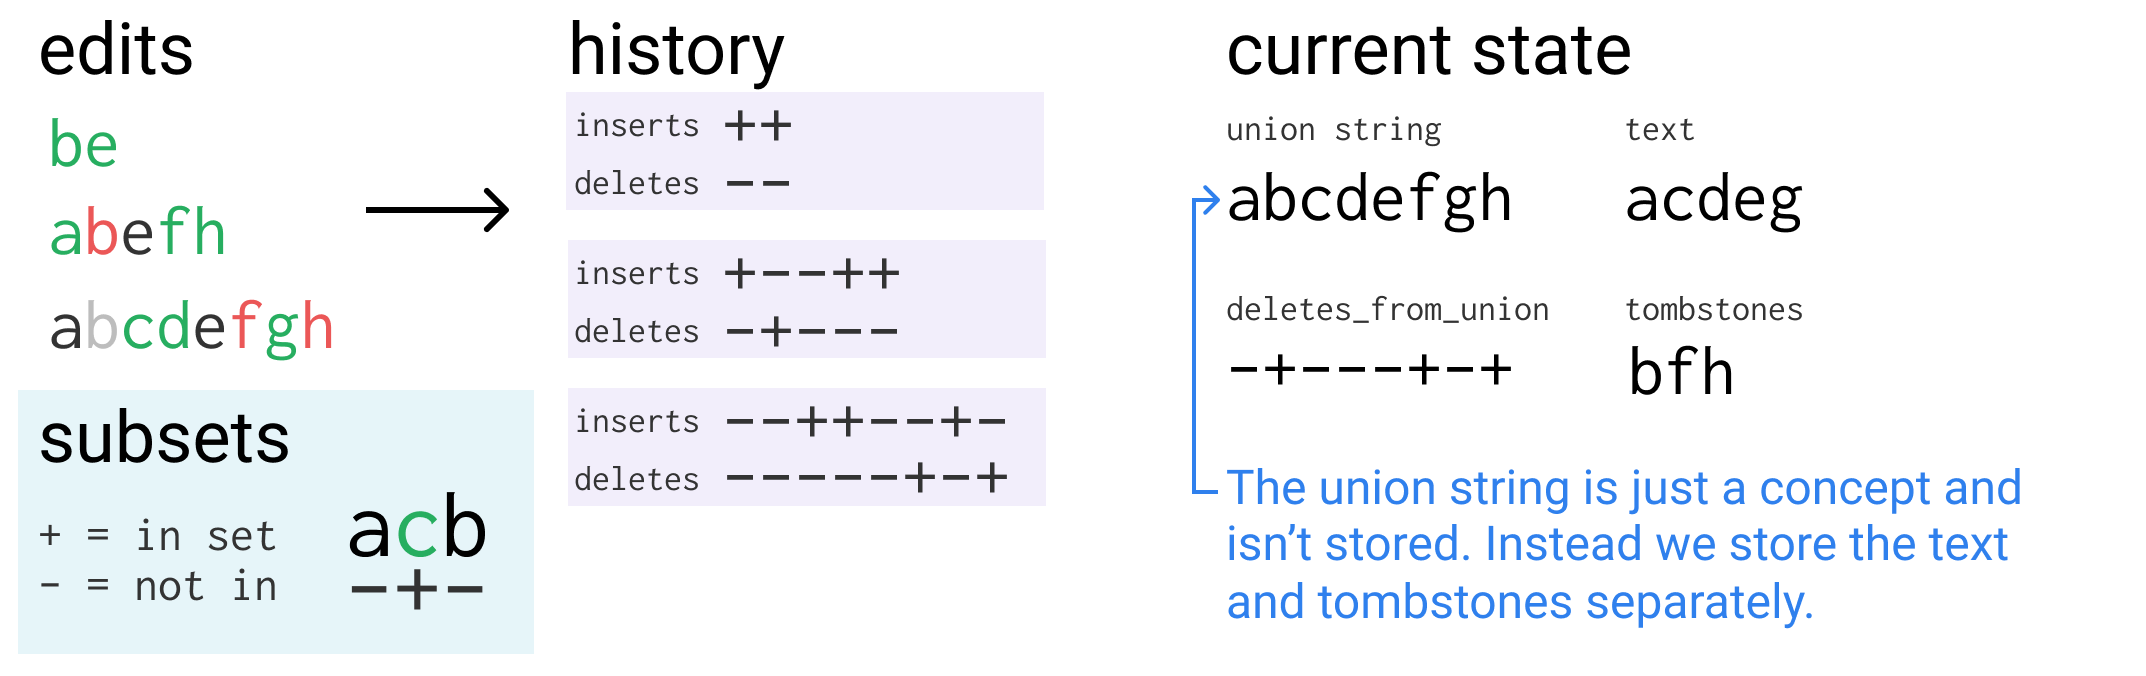 edits
be
abefh
abcdefgh
subsets
+ = in set
- = not in
acb
-+-
history
inserts ++
deletes --
inserts +--++
deletes -+---
inserts --++--+-
deletes -----+-+
current state
union string
abcdefgh
text
acdeg
deletes_from_union
-+---+-+
tombstones
bfh
The union string is just a concept and
isn’t stored. Instead we store the text
and tombstones separately.